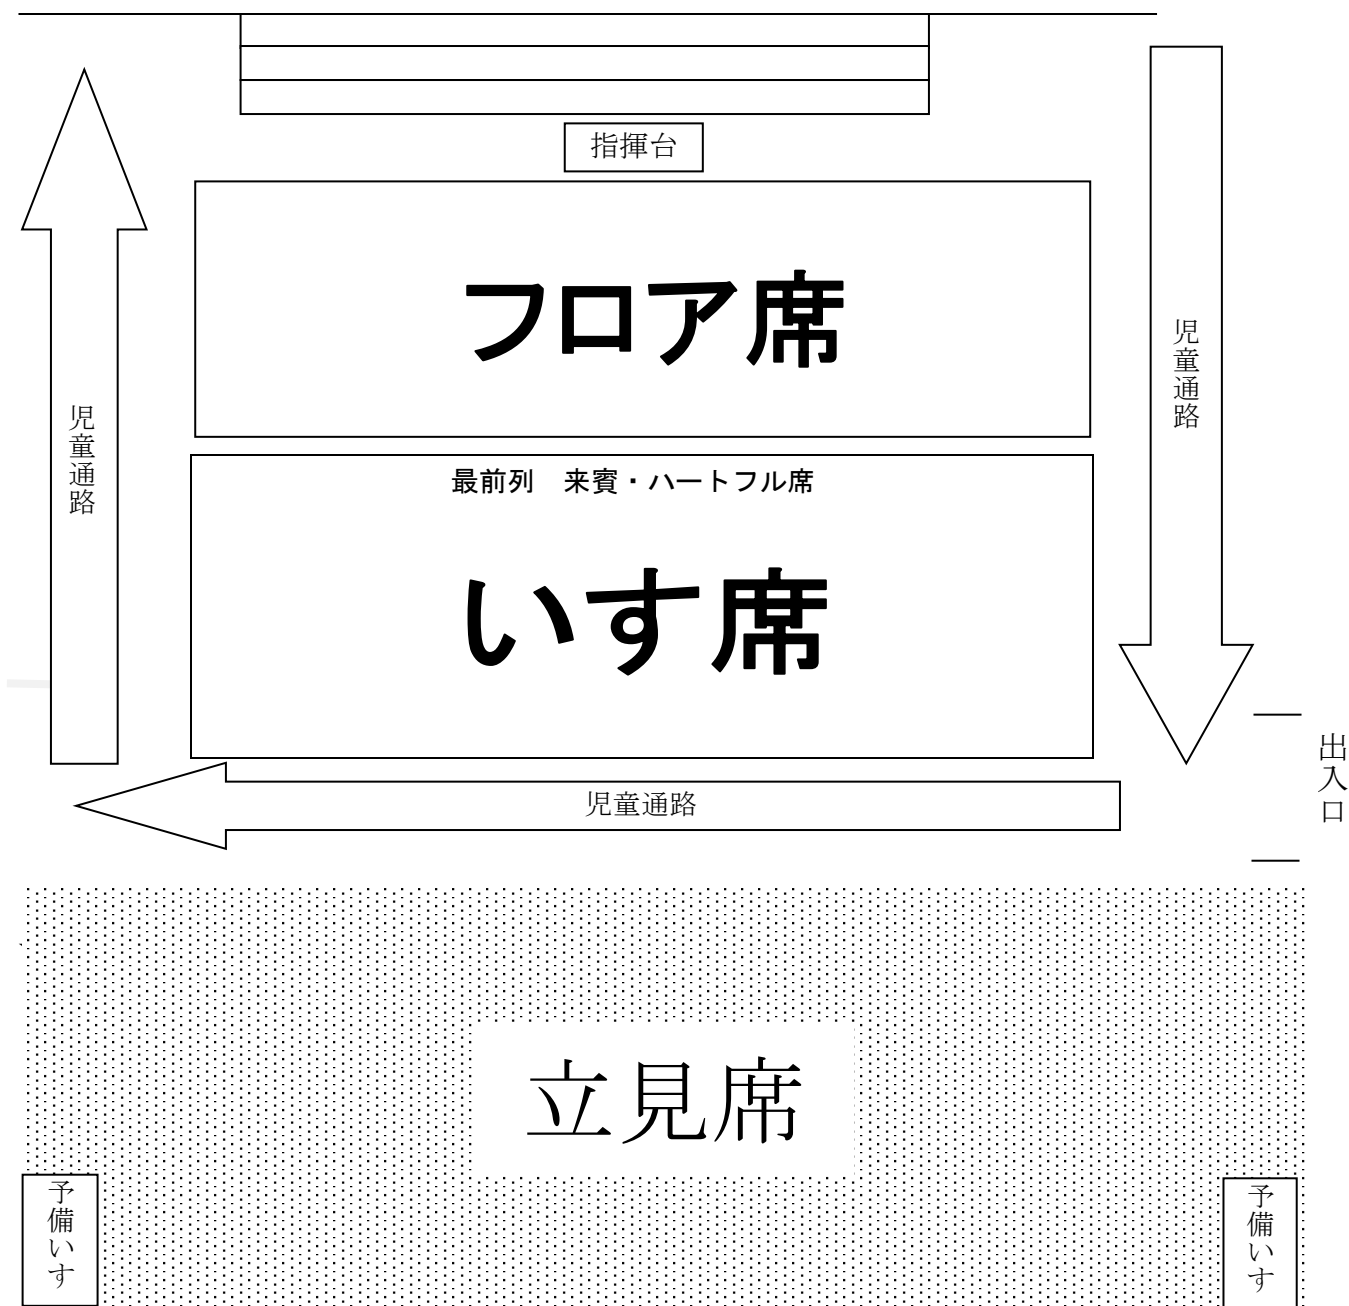 指揮台
フロア席
児童通路
児童通路
最前列　来賓・ハートフル席
いす席
出入口
児童通路
立見席
予備いす
予備いす